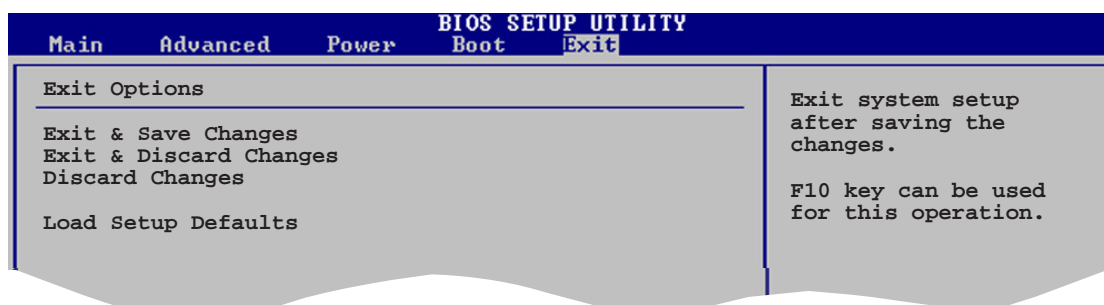 BIOS SETUP UTILITY
Main Advanced Power Boot Exit
Exit Options
Exit & Save Changes
Exit & Discard Changes
Discard Changes
Load Setup Defaults
Exit system setup
after saving the
changes.
F10 key can be used
for this operation.